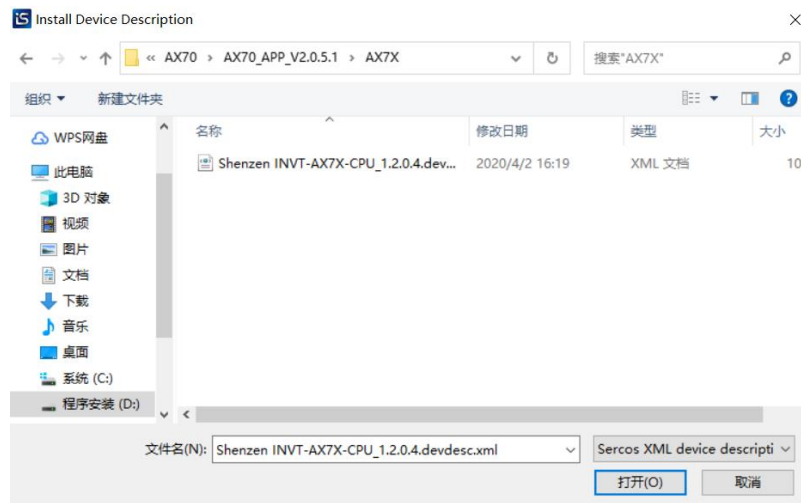 iS Install Device Description
« AX70 › AX70_APP_V2.0.5.1 › AX7X 搜索"AX7X"
组织 新建文件夹
名称 修改日期 类型 大小
WPS网盘
Shenzen INVT-AX7X-CPU_1.2.0.4.dev... 2020/4/2 16:19 XML 文档 10
此电脑
3D 对象
视频
图片
文档
下载
音乐
桌面
系统 (C:)
程序安装 (D:)
文件名(N): Shenzen INVT-AX7X-CPU_1.2.0.4.devdesc.xml Sercos XML device descripti
打开(O) 取消